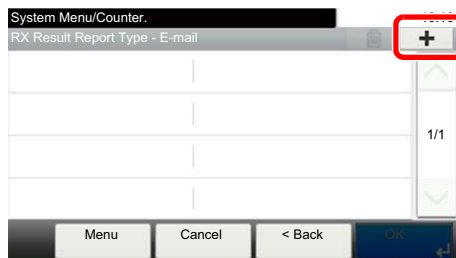 System Menu/Counter.
RX Result Report Type - E-mail
+
1/1
Menu
Cancel
< Back
OK